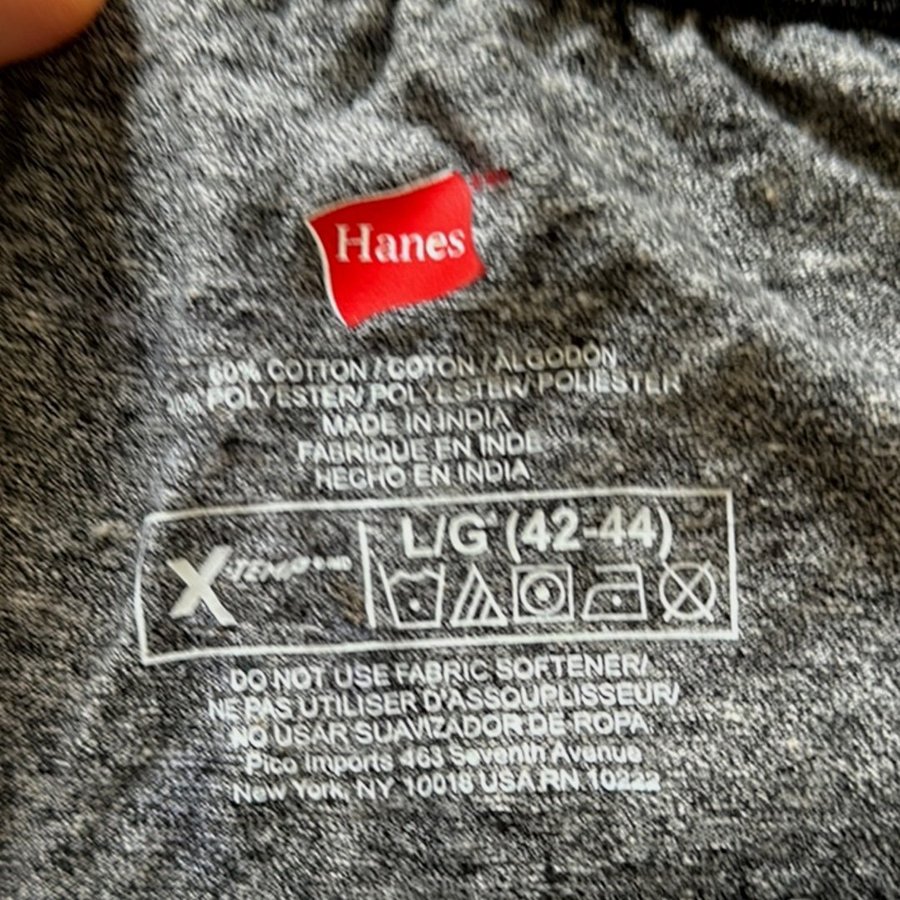 Hanes
60% COTTON / COTON / ALGODON
POLYESTER/ POLYESTER/ POLIESTER
MADE IN INDIA
FABRIQUE EN INDE
HECHO EN INDIA
L/G (42-44)
X-TEMP
DO NOT USE FABRIC SOFTENER/
NE PAS UTILISER D'ASSOUPLISSEUR/
NO USAR SUAVIZADOR DE ROPA
Pico Imports 463 Seventh Avenue
New York, NY 10018 USA RN 10222